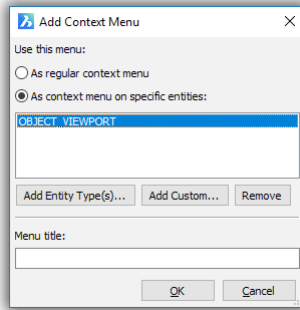 Add Context Menu
Use this menu:
As regular context menu
As context menu on specific entities:
OBJECT_VIEWPORT
Add Entity Type(s)... Add Custom... Remove
Menu title:
OK Cancel